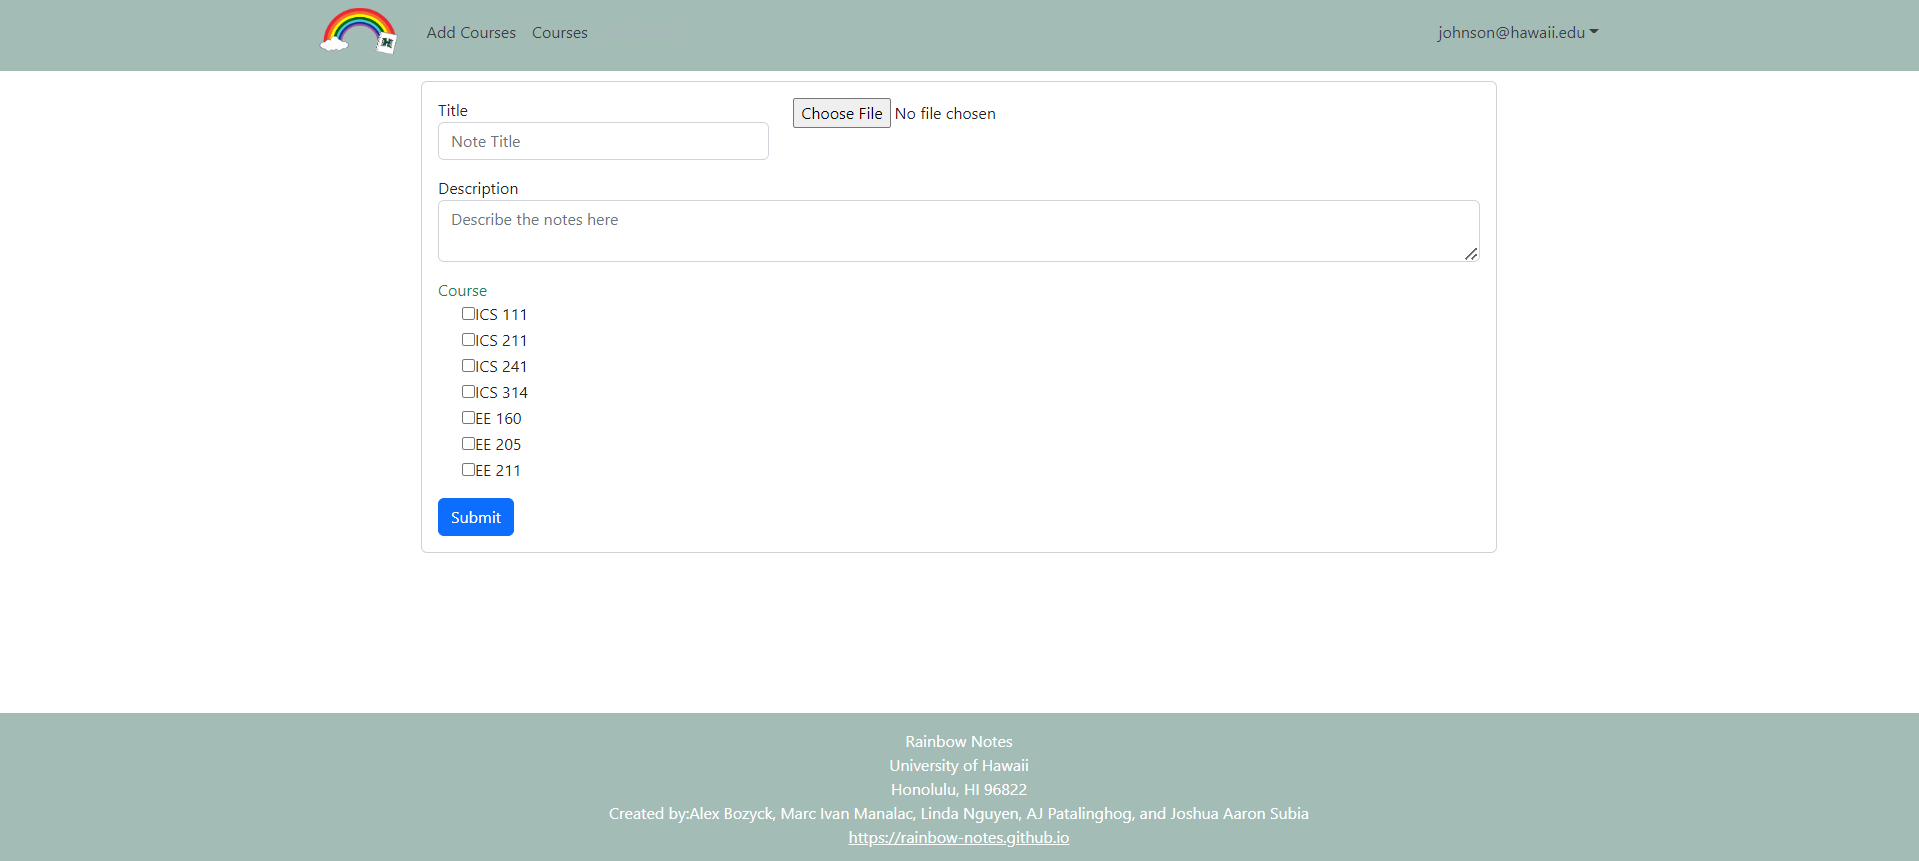 Add Courses Courses johnson@hawaii.edu
Title
Choose File No file chosen
Note Title
Description
Describe the notes here
Course
ICS 111
ICS 211
ICS 241
ICS 314
EE 160
EE 205
EE 211
Submit
Rainbow Notes
University of Hawaii
Honolulu, HI 96822
Created by:Alex Bozyck, Marc Ivan Manalac, Linda Nguyen, AJ Patalinghog, and Joshua Aaron Subia
https://rainbow-notes.github.io